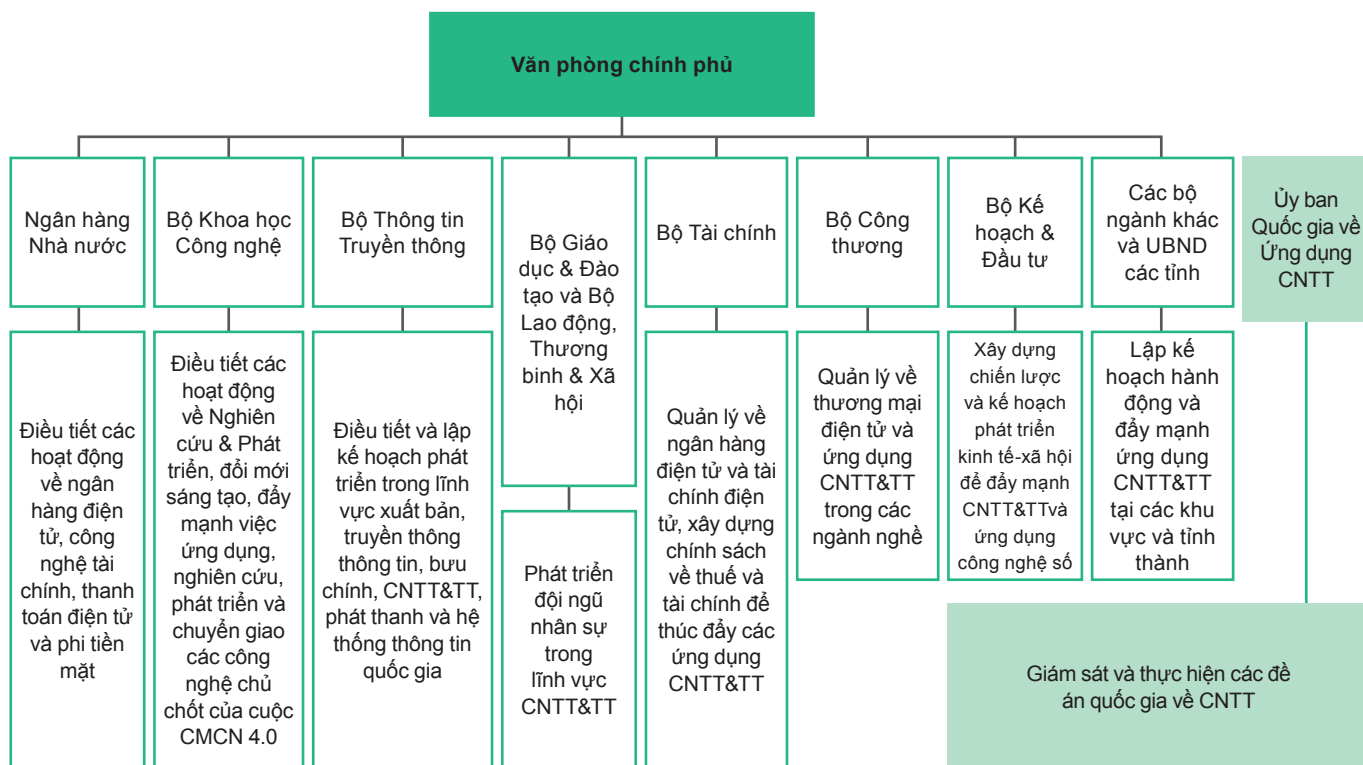 Văn phòng chính phủ
Ngân hàng
Nhà nước
Bộ Khoa học
Công nghệ
Bộ Thông tin
Truyền thông
Bộ Giáo
dục & Đào
tạo và Bộ
Lao động,
Thương
binh & Xã
hội
Bộ Tài chính
Bộ Công
thương
Bộ Kế
hoạch &
Đầu tư
Các bộ
ngành khác
và UBND
các tỉnh
Ủy ban
Quốc gia về
Ứng dụng
CNTT
Điều tiết các
hoạt động
về ngân
hàng điện
tử, công
nghệ tài
chính, thanh
toán điện tử
và phi tiền
mặt
Điều tiết các
hoạt động
về Nghiên
cứu & Phát
triển, đổi mới
sáng tạo, đẩy
mạnh việc
ứng dụng,
nghiên cứu,
phát triển và
chuyển giao
các công
nghệ chủ
chốt của cuộc
CMCN 4.0
Điều tiết và lập
kế hoạch phát
triển trong lĩnh
vực xuất bản,
truyền thông
thông tin, bưu
chính, CNTT&TT,
phát thanh và hệ
thống thông tin
quốc gia
Phát triển
đội ngũ
nhân sự
trong
lĩnh vực
CNTT&TT
Quản lý về
ngân hàng
điện tử và tài
chính điện
tử, xây dựng
chính sách
về thuế và
tài chính để
thúc đẩy các
ứng dụng
CNTT&TT
Quản lý về
thương mại
điện tử và
ứng dụng
CNTT&TT
trong các
ngành nghề
Xây dựng
chiến lược
và kế hoạch
phát triển
kinh tế-xã hội
để đẩy mạnh
CNTT&TTvà
ứng dụng
công nghệ số
Lập kế
hoạch hành
động và
đẩy mạnh
ứng dụng
CNTT&TT
tại các khu
vực và tỉnh
thành
Giám sát và thực hiện các đề
án quốc gia về CNTT